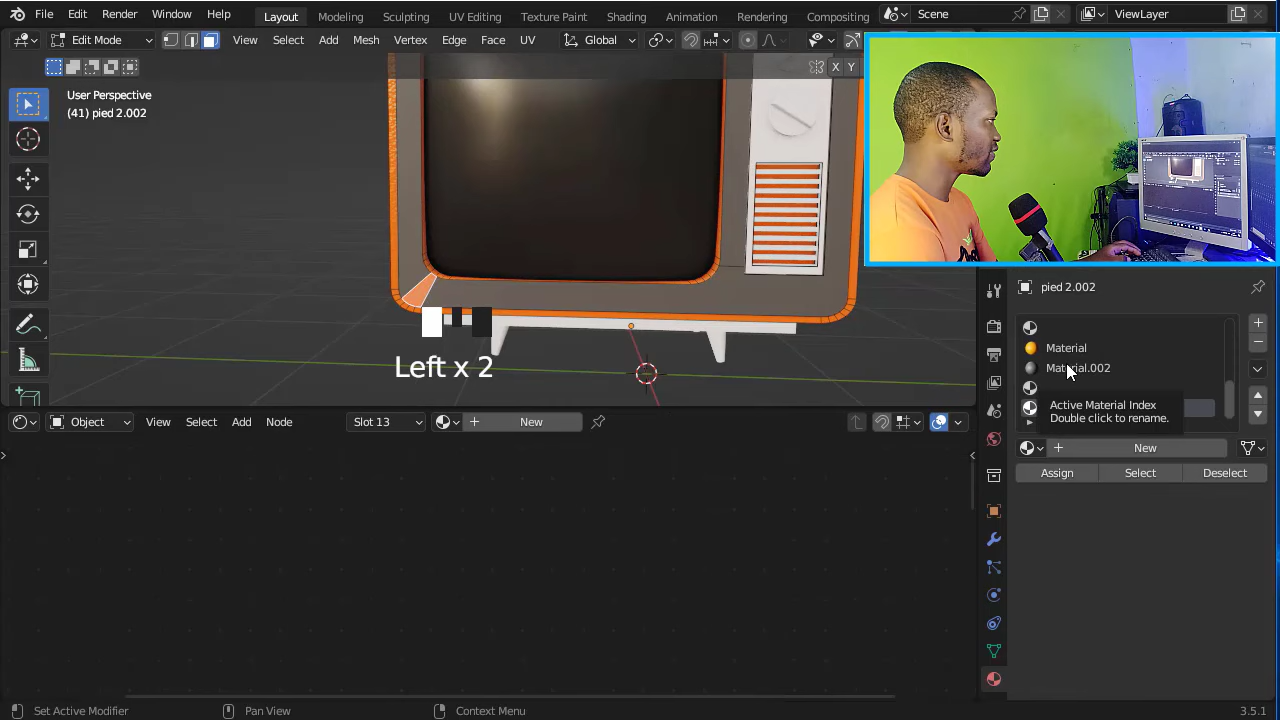 File Edit Render Window Help Layout Modeling Sculpting UV Editing Texture Paint Shading Animation Rendering Compositing Scene ViewLayer
Edit Mode View Select Add Mesh Vertex Edge Face UV Global
X Y
User Perspective
(41) pied 2.002
pied 2.002
Material
Material.002
Active Material Index
Double click to rename.
Left x 2
Object View Select Add Node Slot 13 New
New
Assign Select Deselect
Set Active Modifier Pan View Context Menu 3.5.1